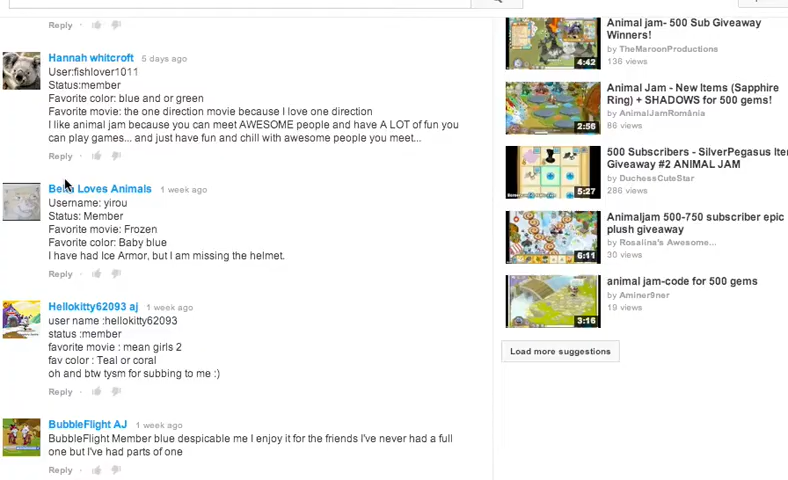 Reply ·
Hannah whitcroft 5 days ago
User:fishlover1011
Status:member
Favorite color: blue and or green
Favorite movie: the one direction movie because I love one direction
I like animal jam because you can meet AWESOME people and have A LOT of fun you
can play games... and just have fun and chill with awesome people you meet...
Reply ·
Loves Animals 1 week ago
Username: yirou
Status: Member
Favorite movie: Frozen
Favorite color: Baby blue
I have had Ice Armor, but I am missing the helmet.
Reply ·
Hellokitty62093 aj 1 week ago
user name :hellokitty62093
status :member
favorite movie : mean girls 2
fav color : Teal or coral
oh and btw tysm for subbing to me :)
Reply ·
BubbleFlight AJ 1 week ago
BubbleFlight Member blue despicable me I enjoy it for the friends I've never had a full
one but I've had parts of one
Reply ·
Animal jam- 500 Sub Giveaway
Winners!
by TheMaroonProductions
138 views
4:42
Animal Jam - New Items (Sapphire
Ring) + SHADOWS for 500 gems!
by AnimalJamRomânia
86 views
2:56
500 Subscribers - SilverPegasus Ite
Giveaway #2 ANIMAL JAM
by DuchessCuteStar
286 views
5:27
Animaljam 500-750 subscriber epic
plush giveaway
by Rosalina's Awesome...
30 views
6:11
animal jam-code for 500 gems
by Aminer9ner
19 views
3:16
Load more suggestions